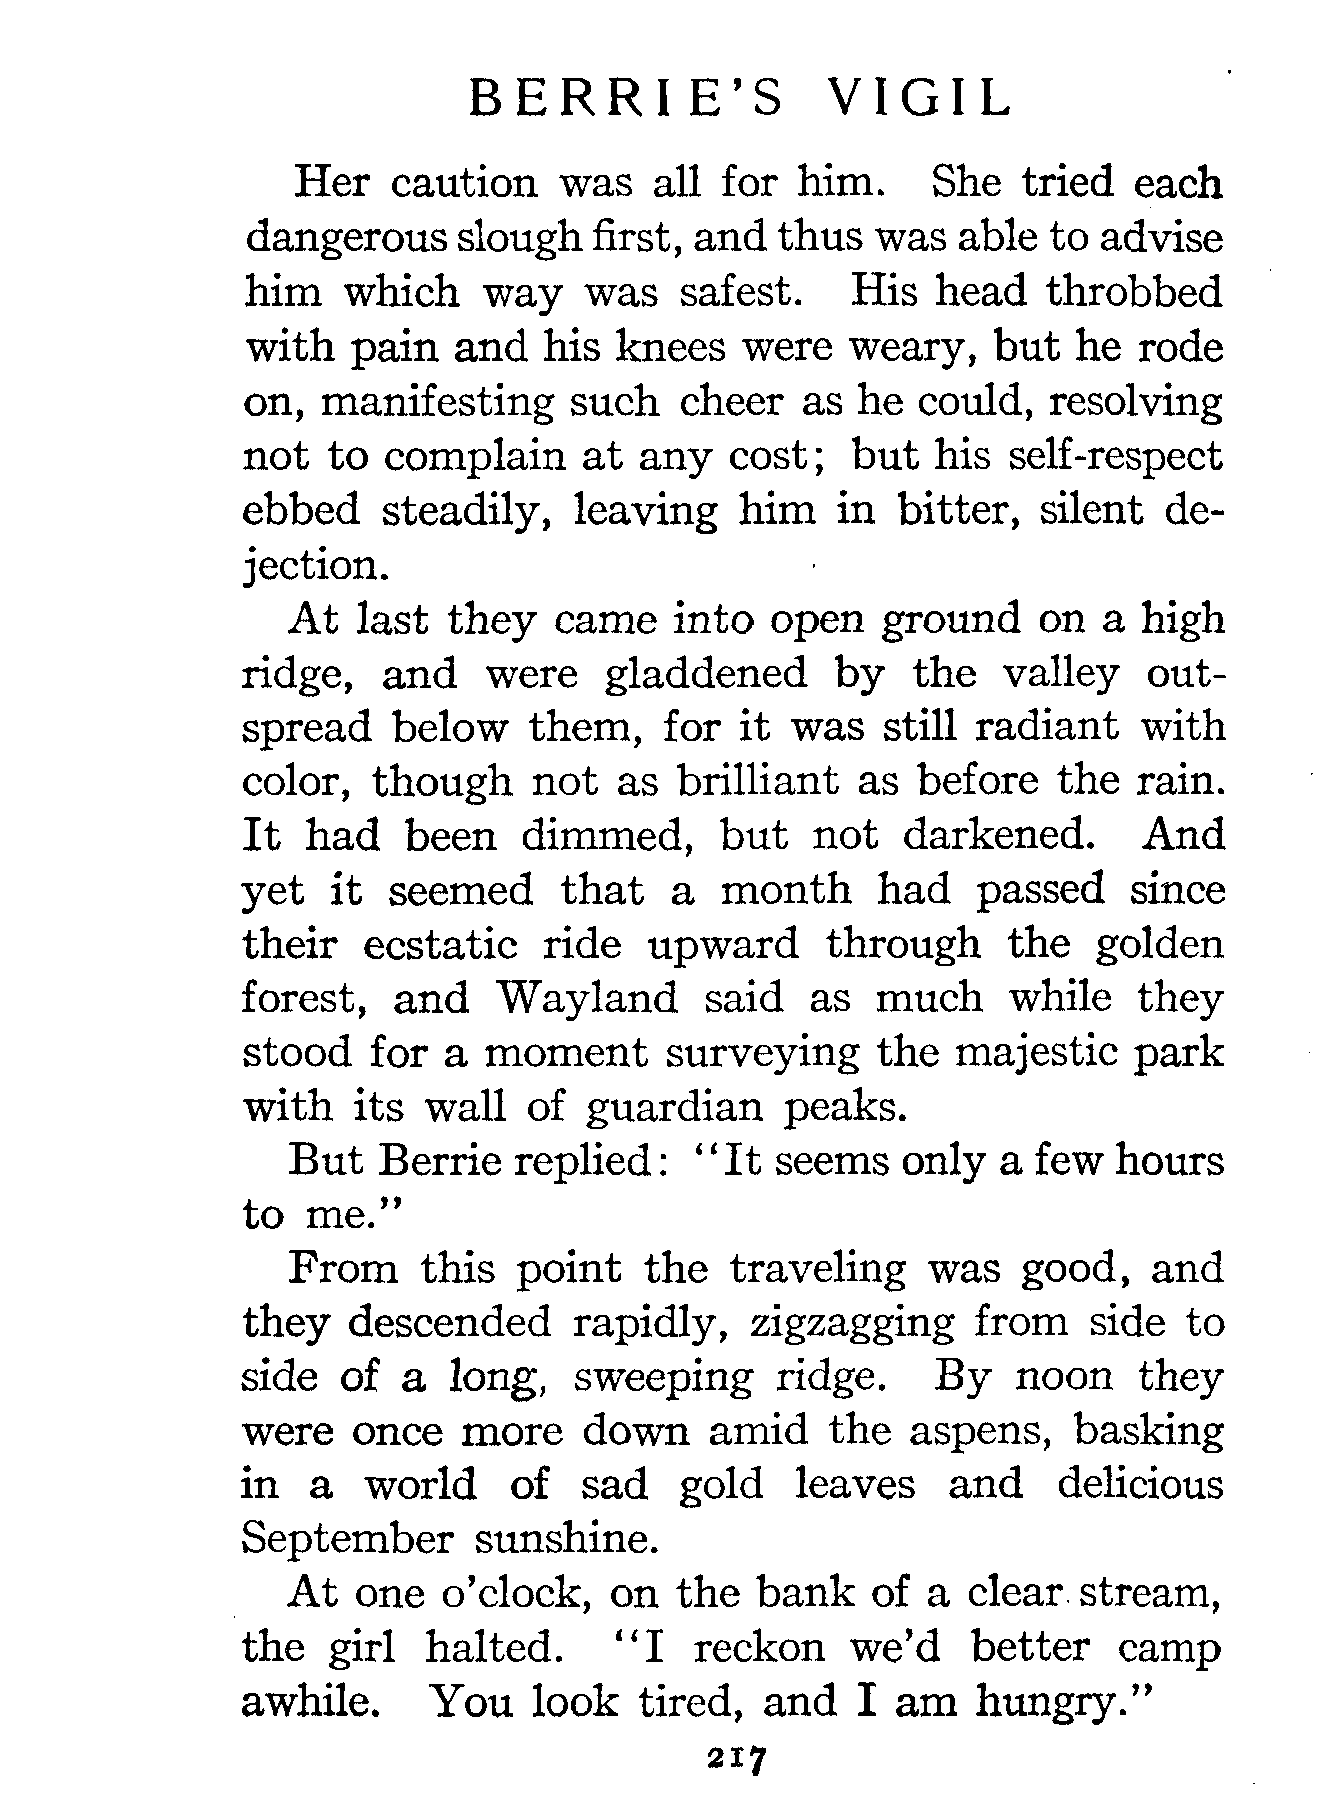 BERRIE'S VIGIL
Her caution was all for him. She tried each
dangerous slough first, and thus was able to advise
him which way was safest. His head throbbed
with pain and his knees were weary, but he rode
on, manifesting such cheer as he could, resolving
not to complain at any cost; but his self-respect
ebbed steadily, leaving him in bitter, silent de-
jection.
At last they came into open ground on a high
ridge, and were gladdened by the valley out-
spread below them, for it was still radiant with
color, though not as brilliant as before the rain.
It had been dimmed, but not darkened. And
yet it seemed that a month had passed since
their ecstatic ride upward through the golden
forest, and Wayland said as much while they
stood for a moment surveying the majestic park
with its wall of guardian peaks.
But Berrie replied: "It seems only a few hours
to me."
From this point the traveling was good, and
they descended rapidly, zigzagging from side to
side of a long, sweeping ridge. By noon they
were once more down amid the aspens, basking
in a world of sad gold leaves and delicious
September sunshine.
At one o'clock, on the bank of a clear stream,
the girl halted. "I reckon we'd better camp
awhile. You look tired, and I am hungry."
217